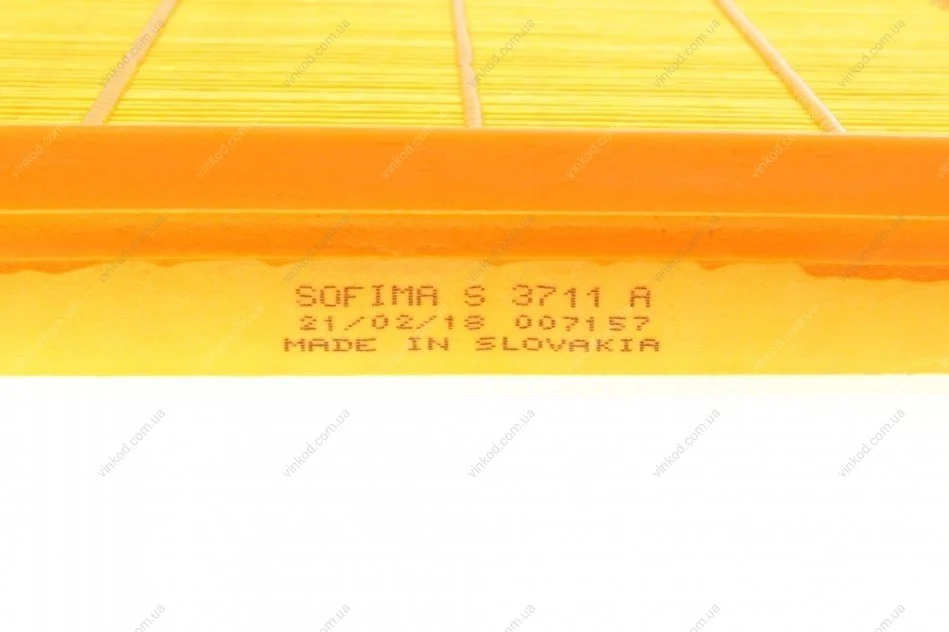 SOFIMA S 3711 A
21/02/18 007157
MADE IN SLOVAKIA
vinkod.com.ua